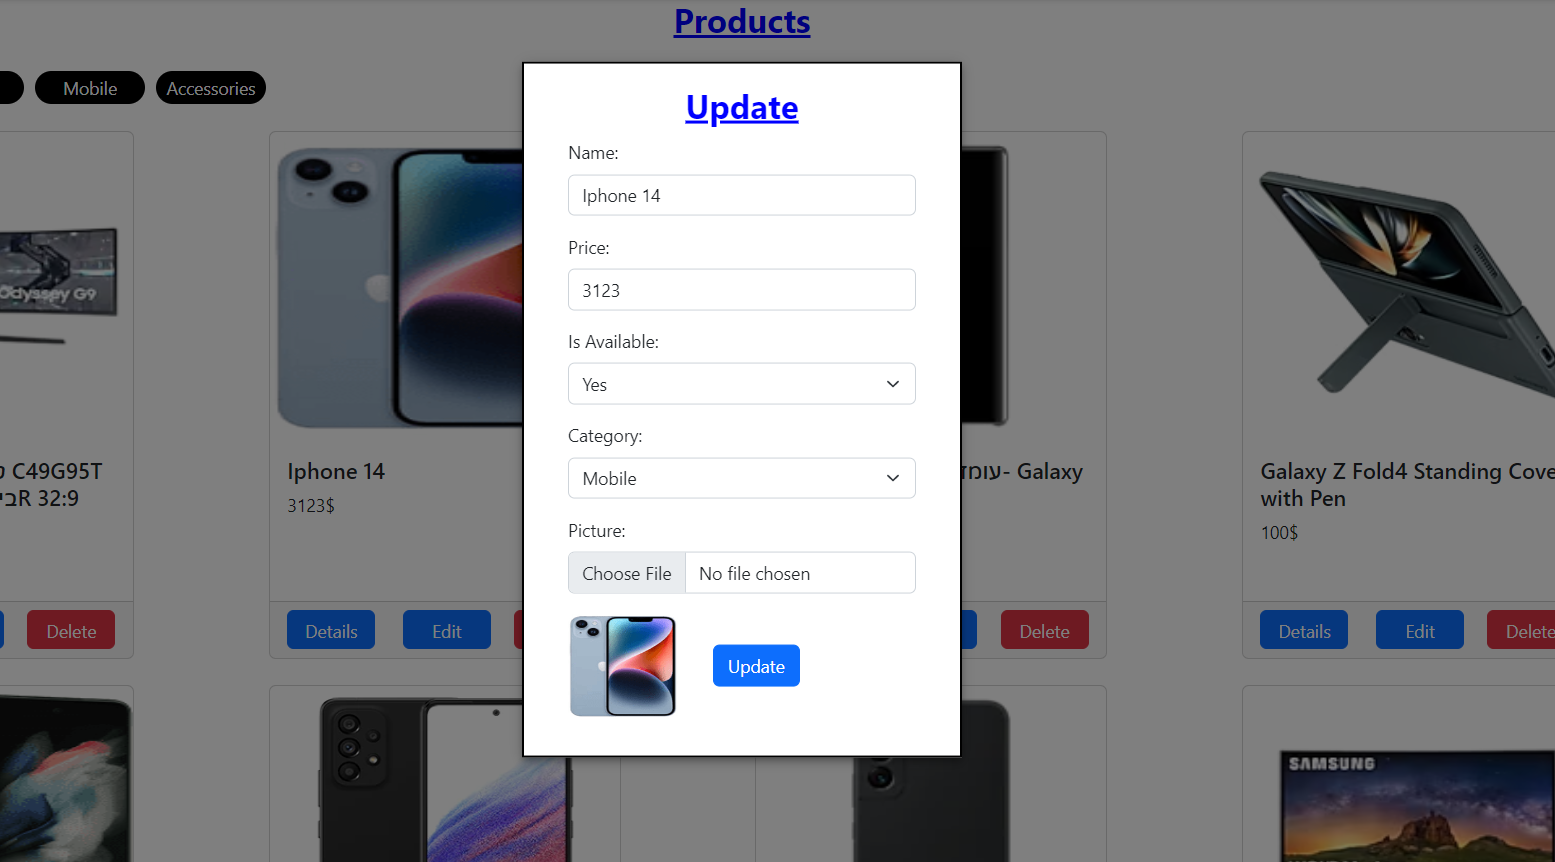 Products
Mobile
Accessories
Update
Name:
Iphone 14
Price:
3123
Is Available:
Yes
Category:
Mobile
Picture:
Choose File No file chosen
Update
Odyssey G9
C49G95T
32:9
Delete
Iphone 14
3123$
Details
Edit
- Galaxy
Delete
Galaxy Z Fold4 Standing Cove
with Pen
100$
Details
Edit
Delete
SAMSUNG